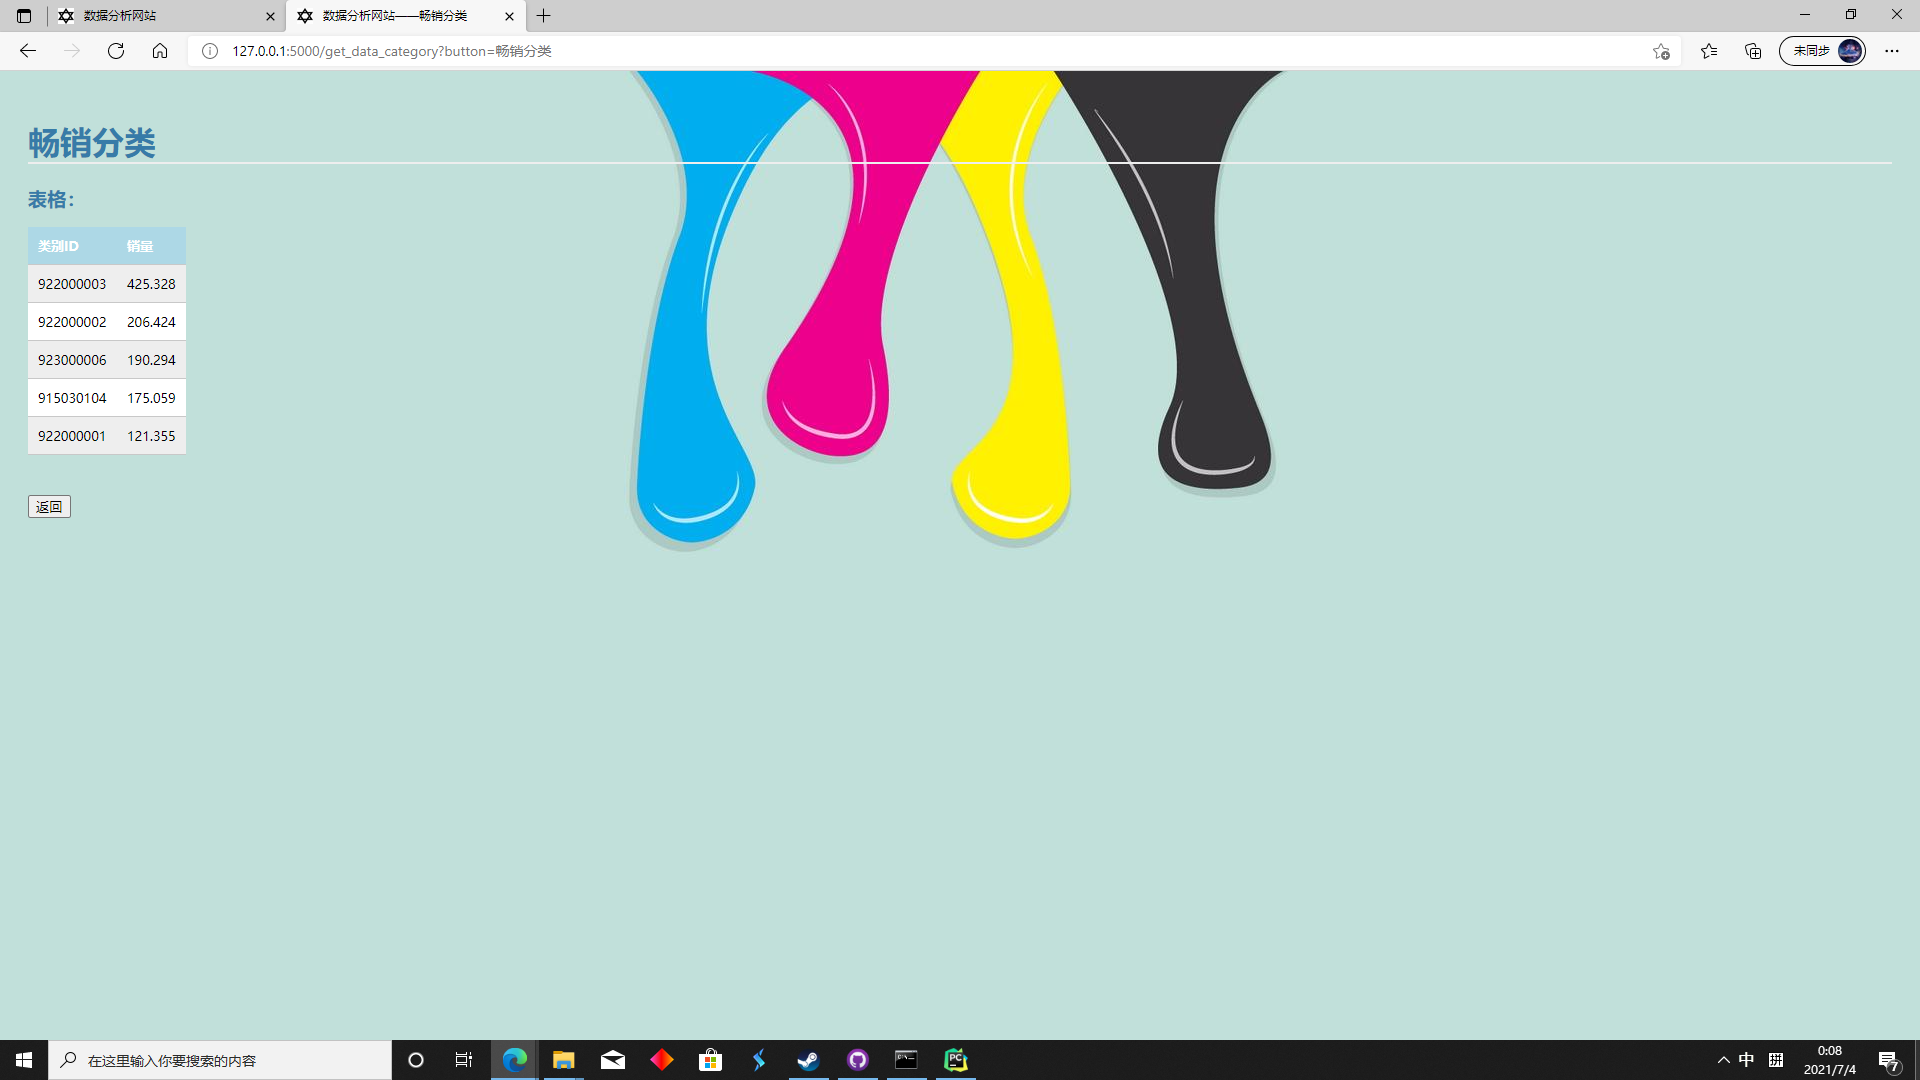 数据分析网站
数据分析网站——畅销分类
127.0.0.1:5000/get_data_category?button=畅销分类
未同步
畅销分类
表格：
类别ID 销量
922000003 425.328
922000002 206.424
923000006 190.294
915030104 175.059
922000001 121.355
返回
在这里输入你要搜索的内容
PC
中
拼
0:08
2021/7/4
7